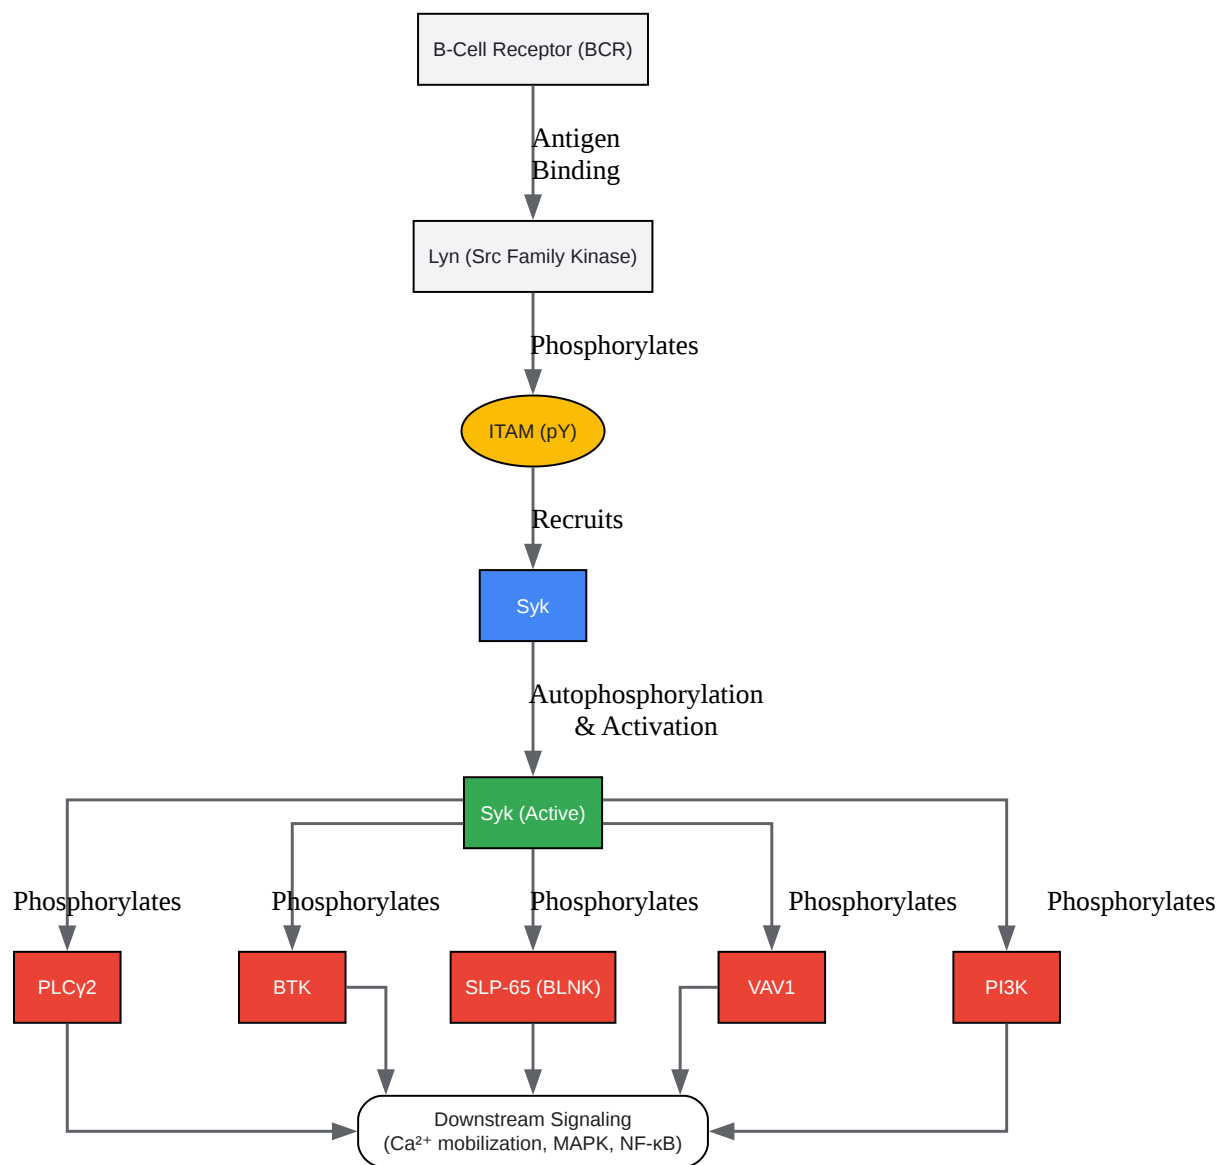 B-Cell Receptor (BCR)
Antigen
Binding
Lyn (Src Family Kinase)
Phosphorylates
ITAM (pY)
Recruits
Syk
Autophosphorylation
& Activation
Syk (Active)
Phosphorylates
Phosphorylates
Phosphorylates
Phosphorylates
Phosphorylates
PLCγ2
BTK
SLP-65 (BLNK)
VAV1
PI3K
Downstream Signaling
(Ca²⁺ mobilization, MAPK, NF-κB)